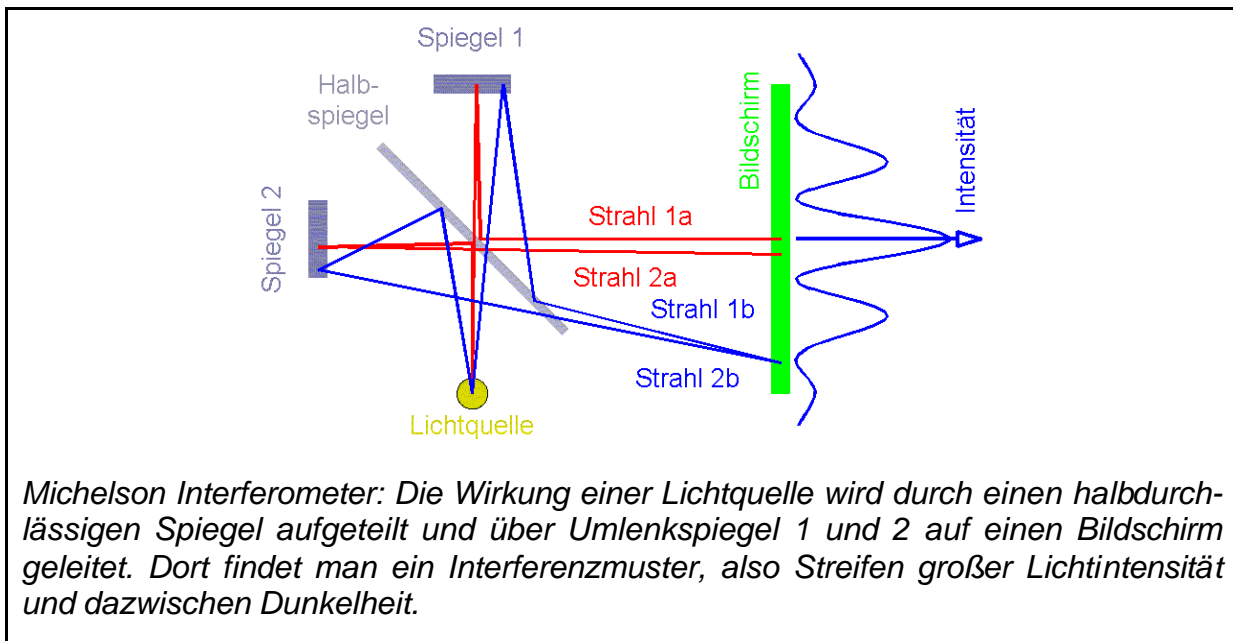 Spiegel 1
Halb-
spiegel
Spiegel 2
Bildschirm
Intensität
Strahl 1a
Strahl 2a
Strahl 1b
Strahl 2b
Lichtquelle
Michelson Interferometer: Die Wirkung einer Lichtquelle wird durch einen halbdurch-
lässigen Spiegel aufgeteilt und über Umlenkspiegel 1 und 2 auf einen Bildschirm
geleitet. Dort findet man ein Interferenzmuster, also Streifen großer Lichtintensität
und dazwischen Dunkelheit.